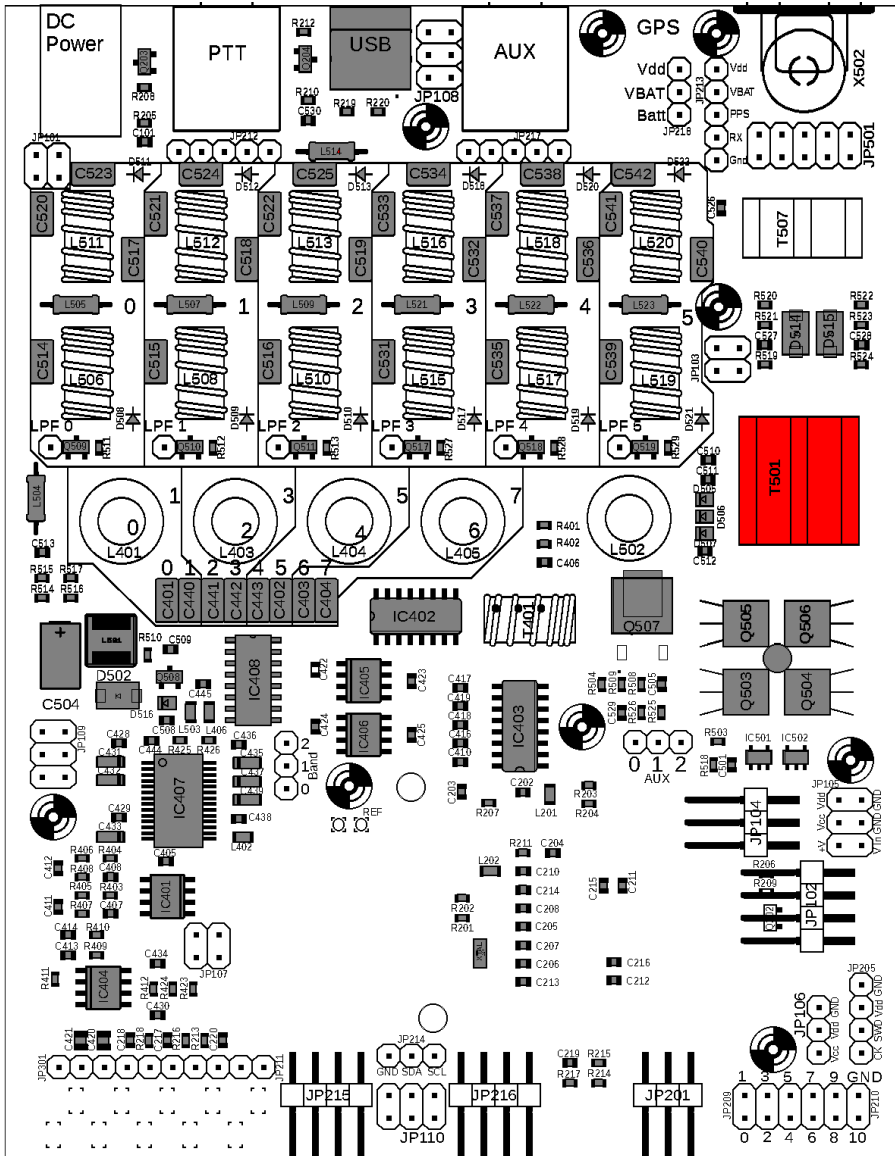 DC
Power
PTT
USB
AUX
GPS
R212
Q203
Q204
R208
R205
C101
R210
C530
R219
R220
JP108
Vdd
VBAT
Batt
JP218
JP213
Vdd
VBAT
PPS
RX
Gnd
X502
JP501
JP101
JP212
L514
JP217
D511
D512
D513
D518
D520
D523
C523
C524
C525
C534
C538
C542
C520
C521
C522
C533
C537
C541
C526
T507
L511
L512
L513
L516
L518
L520
C517
C518
C519
C532
C536
C540
L505
L507
L509
L521
L522
L523
0
1
2
3
4
5
R520
R521
C527
R519
D514
D515
R522
R523
C528
R524
JP103
C514
C515
C516
C531
C535
C539
L506
L508
L510
L515
L517
L519
D508
D509
D510
D517
D519
D521
LPF 0
LPF 1
LPF 2
LPF 3
LPF 4
LPF 5
Q509
R511
Q510
R512
Q511
R513
Q517
R527
Q518
R528
Q519
R529
C510
C511
D505
D506
C507
C512
T501
L504
1
3
5
7
0
2
4
6
L401
L403
L404
L405
L502
R401
R402
C406
C513
R515
R517
R514
R516
0
1
2
3
4
5
6
7
C401
C440
C441
C442
C443
C402
C403
C404
IC402
T401
Q507
Q505
Q506
Q503
Q504
C504
D502
R510
C509
Q508
D516
C445
L503
L406
IC408
C422
IC405
C423
C424
IC406
C425
C417
C419
C418
C416
C410
IC403
R504
R509
R508
C505
C529
R526
R525
0 1 2
AUX
R503
R518
C501
IC501
IC502
JP109
C428
C431
C432
C508
C444
R425
R426
C436
C435
C437
C439
C438
L402
IC407
2
1
0
Band
REF
C429
C433
C203
R207
C202
L201
R203
R204
JP104
JP105
+V
Vcc
Vdd
GND
GND
Vin
R406
R404
C412
R408
C408
R405
R403
C411
R407
C407
C405
IC401
C414
R410
C413
R409
JP107
R211
C204
C210
C214
C208
C205
C207
C206
C213
L202
R202
R201
C215
C211
C216
C212
R206
R209
JP102
R411
IC404
C434
R412
R424
R423
C430
JP106
Vcc
Vdd
GND
JP205
CK
SWD
Vdd
GND
C421
C420
C218
R218
C217
R216
R213
C220
JP301
JP211
JP214
GND
SDA
SCL
JP215
JP110
JP216
C219
R215
R217
R214
JP201
1 3 5 7 9 GND
JP209
JP210
0 2 4 6 8 10